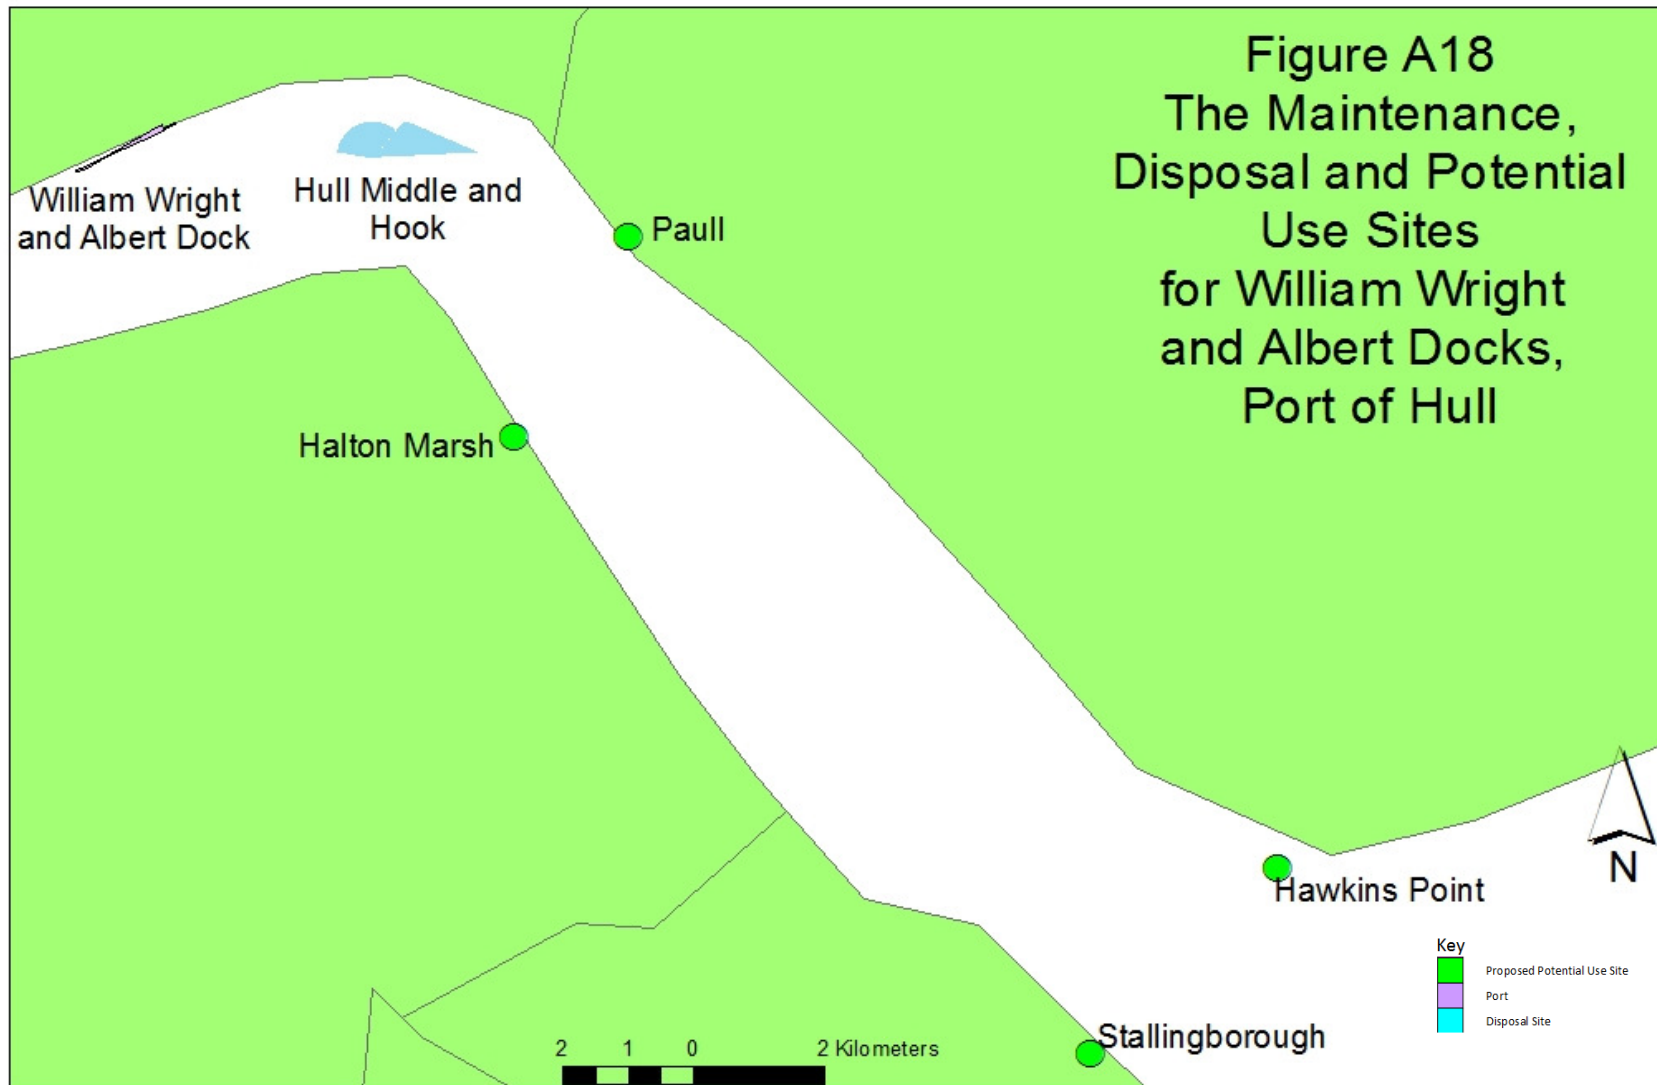 Figure A18
The Maintenance,
Disposal and Potential
Use Sites
for William Wright
and Albert Docks,
Port of Hull
William Wright
and Albert Dock
Hull Middle and
Hook
Paull
Halton Marsh
Hawkins Point
Stallingborough
N
Key
Proposed Potential Use Site
Port
Disposal Site
2 1 0 2 Kilometers